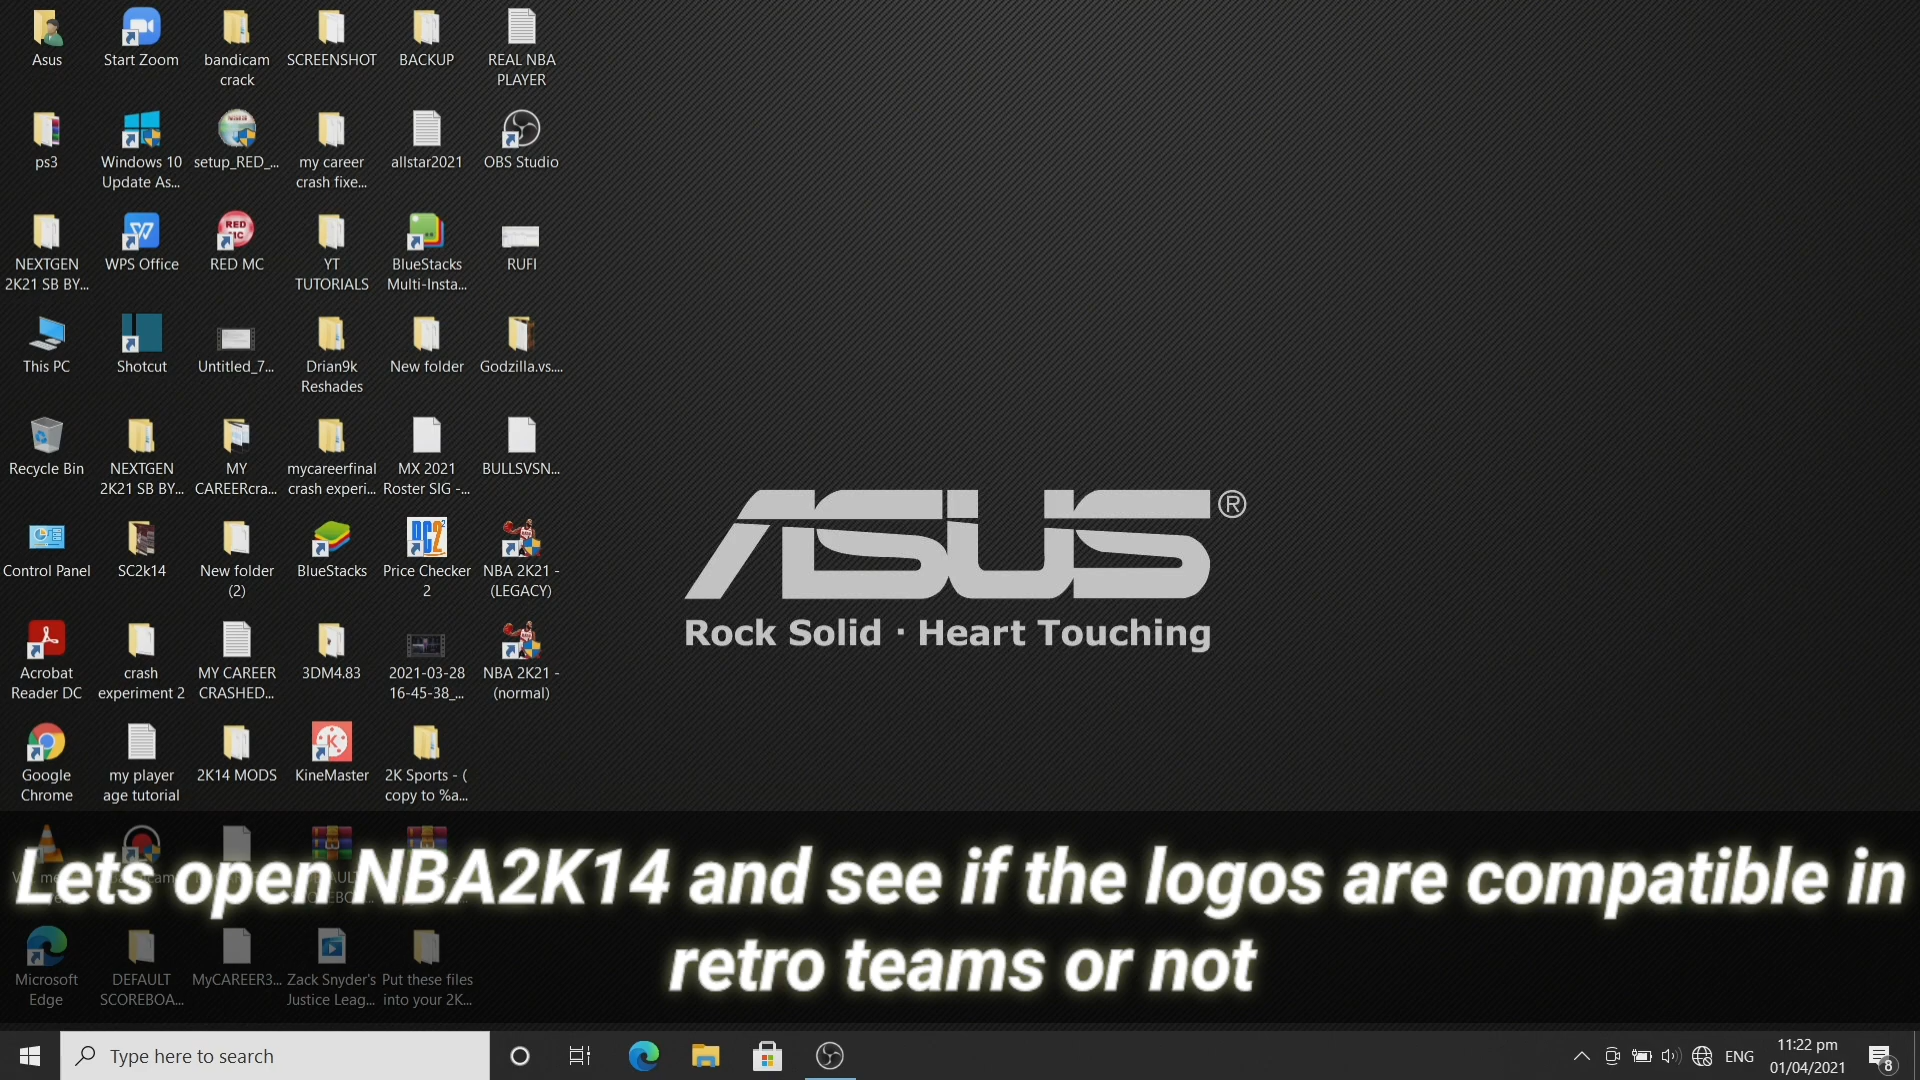 Asus
Start Zoom
bandicam
crack
SCREENSHOT
BACKUP
REAL NBA
PLAYER
ps3
Windows 10
Update As...
setup_RED_...
my career
crash fixe...
allstar2021
OBS Studio
NEXTGEN
2K21 SB BY...
WPS Office
RED MC
YT
TUTORIALS
BlueStacks
Multi-Insta...
RUFI
This PC
Shotcut
Untitled_7...
Drian9k
Reshades
New folder
Godzilla.vs....
Recycle Bin
NEXTGEN
2K21 SB BY...
MY
CAREERcra...
mycareerfinal
crash experi...
MX 2021
Roster SIG -...
BULLSVSN...
ASUS®
Rock Solid · Heart Touching
Control Panel
SC2k14
New folder
(2)
BlueStacks
Price Checker
2
NBA 2K21 -
(LEGACY)
Acrobat
Reader DC
crash
experiment 2
MY CAREER
CRASHED...
3DM4.83
2021-03-28
16-45-38_...
NBA 2K21 -
(normal)
Google
Chrome
my player
age tutorial
2K14 MODS
KineMaster
2K Sports - (
copy to %a...
Lets open NBA2K14 and see if the logos are compatible in
retro teams or not
Microsoft
Edge
DEFAULT
SCOREBOA...
MyCAREER3...
Zack Snyder's
Justice Leag...
Put these files
into your 2K...
Type here to search
ENG
11:22 pm
01/04/2021
8